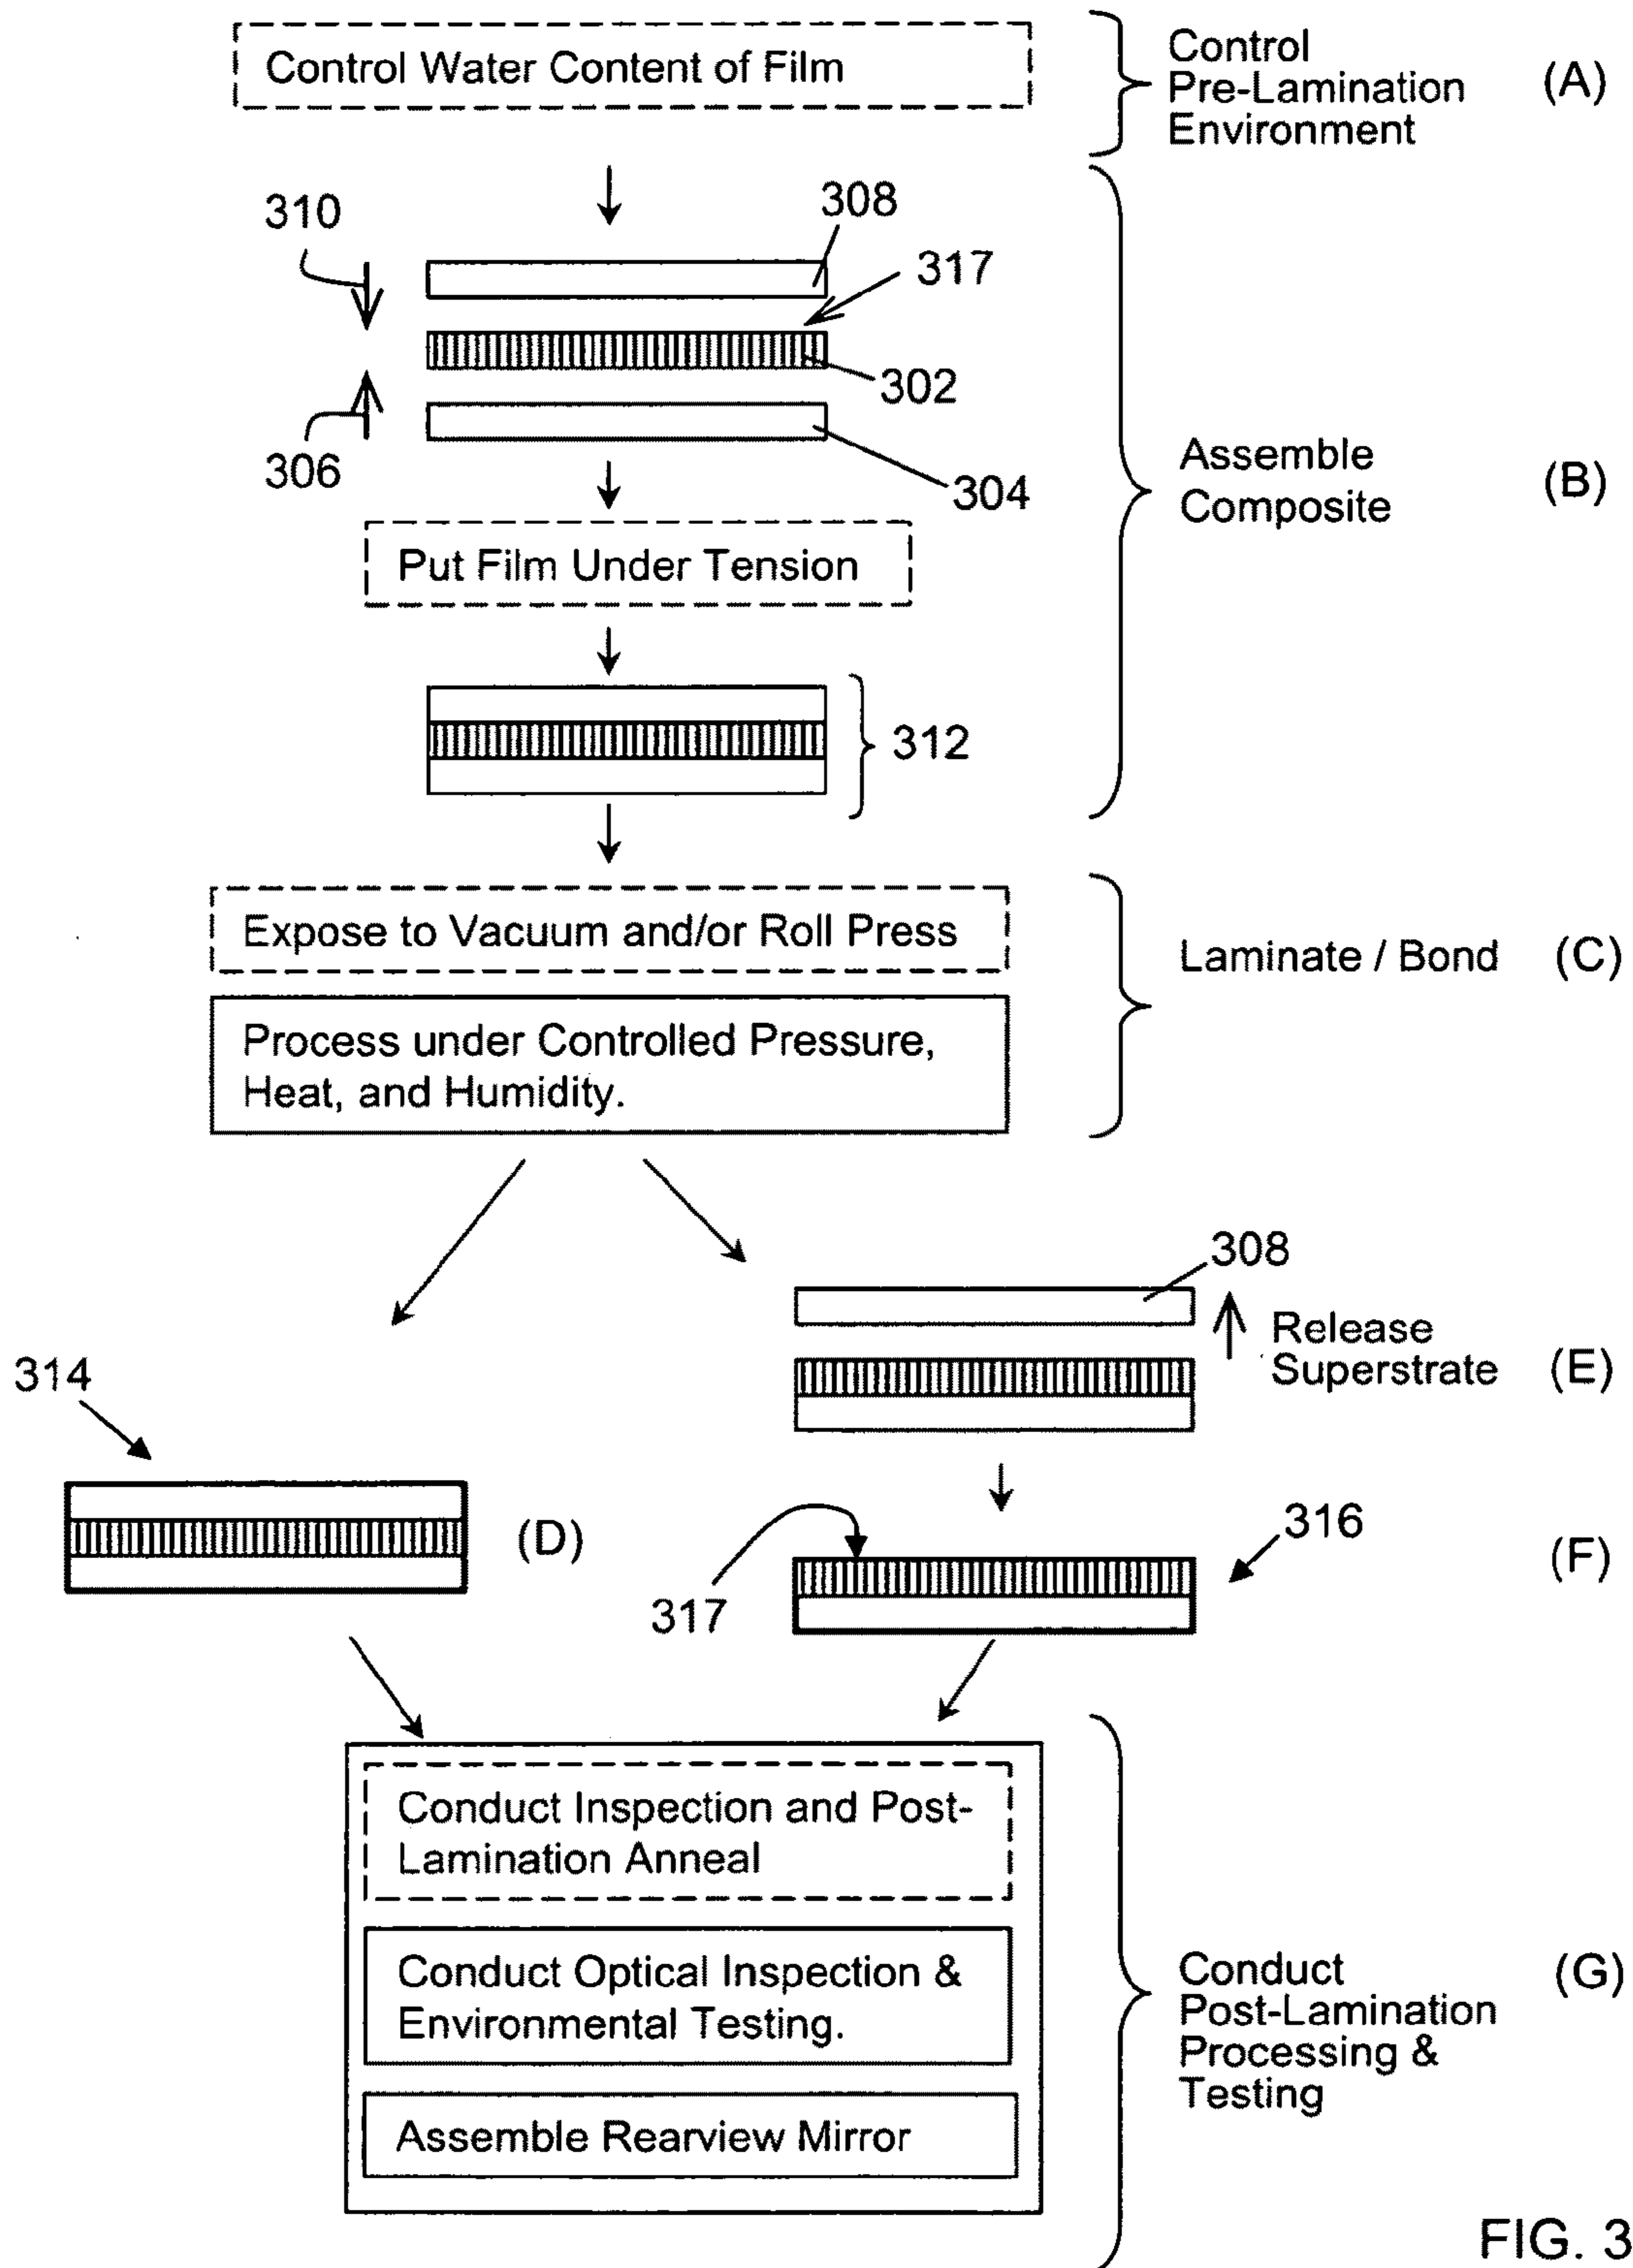 Control Water Content of Film
Control
Pre-Lamination
Environment
(A)
310
308
317
302
306
304
Assemble
Composite
(B)
Put Film Under Tension
312
Expose to Vacuum and/or Roll Press
Laminate / Bond
(C)
Process under Controlled Pressure,
Heat, and Humidity.
308
Release
Superstrate
(E)
314
(D)
317
316
(F)
Conduct Inspection and Post-
Lamination Anneal
Conduct Optical Inspection &
Environmental Testing.
Assemble Rearview Mirror
Conduct
Post-Lamination
Processing &
Testing
(G)
FIG. 3